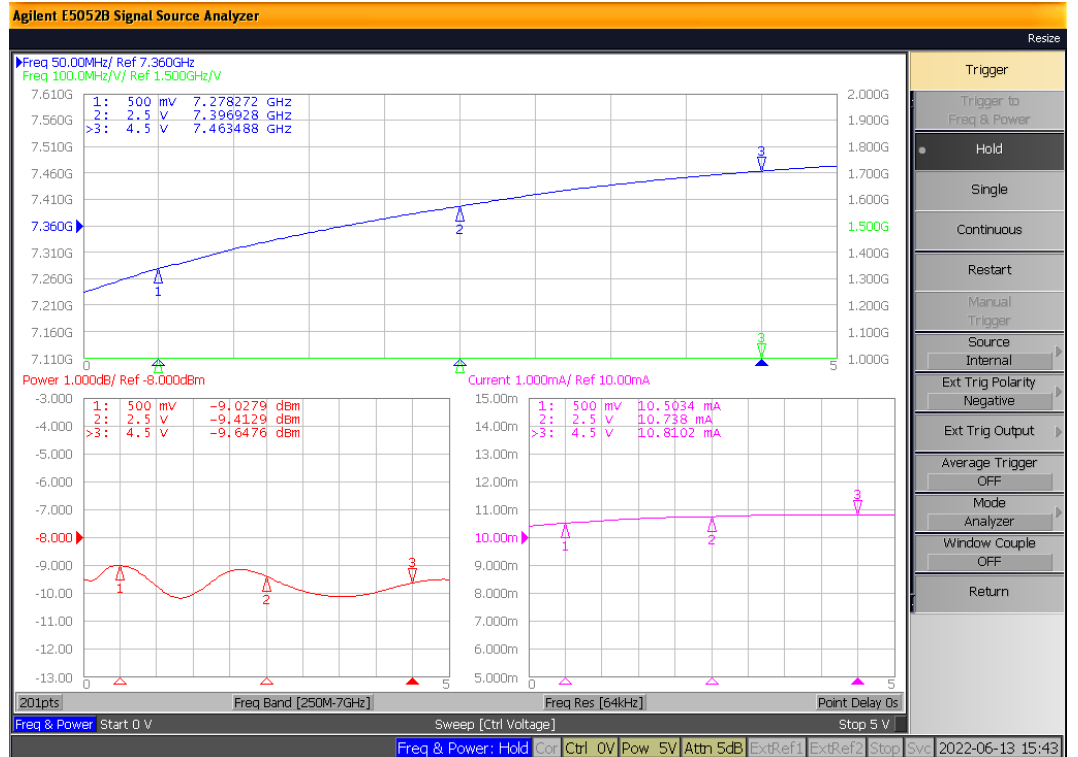 Agilent E5052B Signal Source Analyzer
Resize
Freq 50.00MHz/ Ref 7.360GHz
Freq 100.0MHz/V/ Ref 1.500GHz/V
7.610G
7.560G
7.510G
7.460G
7.410G
7.360G
7.310G
7.260G
7.210G
7.160G
7.110G
1: 500 mV 7.278272 GHz
2: 2.5 V 7.396928 GHz
>3: 4.5 V 7.463488 GHz
1
2
3
3
0
5
2.000G
1.900G
1.800G
1.700G
1.600G
1.500G
1.400G
1.300G
1.200G
1.100G
1.000G
Power 1.000dB/ Ref -8.000dBm
-3.000
-4.000
-5.000
-6.000
-7.000
-8.000
-9.000
-10.00
-11.00
-12.00
-13.00
1: 500 mV -9.0279 dBm
2: 2.5 V -9.4129 dBm
>3: 4.5 V -9.6476 dBm
1
2
3
0
5
Current 1.000mA/ Ref 10.00mA
15.00m
14.00m
13.00m
12.00m
11.00m
10.00m
9.000m
8.000m
7.000m
6.000m
5.000m
1: 500 mV 10.5034 mA
2: 2.5 V 10.738 mA
>3: 4.5 V 10.8102 mA
1
2
3
0
5
201pts
Freq Band [250M-7GHz]
Freq Res [64kHz]
Point Delay 0s
Freq & Power Start 0 V
Sweep [Ctrl Voltage]
Stop 5 V
Freq & Power: Hold Cor Ctrl 0V Pow 5V Attn 5dB ExtRef1 ExtRef2 Stop Svc 2022-06-13 15:43
Trigger
Trigger to
Freq & Power
Hold
Single
Continuous
Restart
Manual
Trigger
Source
Internal
Ext Trig Polarity
Negative
Ext Trig Output
Average Trigger
OFF
Mode
Analyzer
Window Couple
OFF
Return